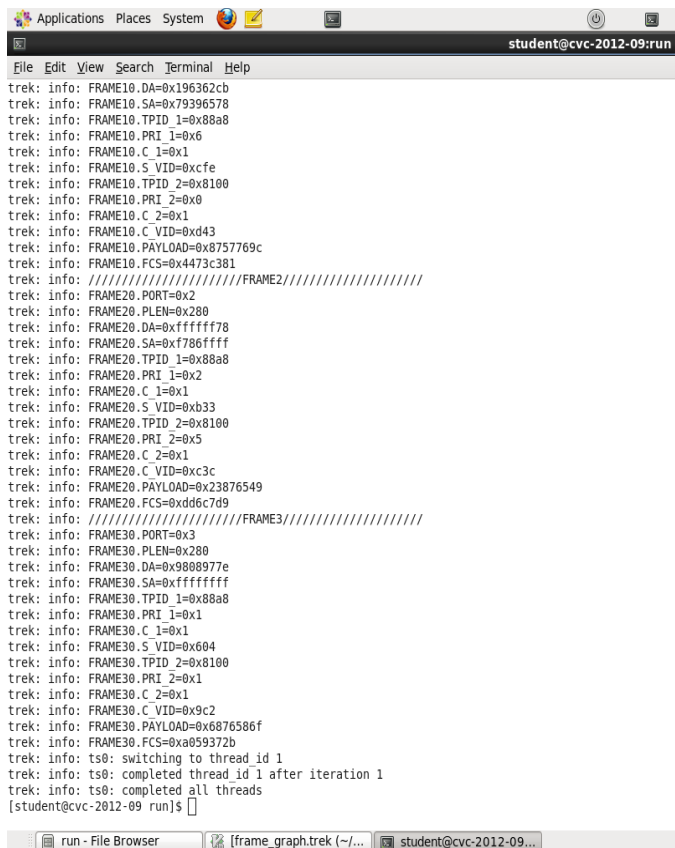 Applications Places System
student@cvc-2012-09:run
File Edit View Search Terminal Help
trek: info: FRAME10.DA=0x196362cb
trek: info: FRAME10.SA=0x79396578
trek: info: FRAME10.TPID_1=0x88a8
trek: info: FRAME10.PRI_1=0x6
trek: info: FRAME10.C_1=0x1
trek: info: FRAME10.S_VID=0xcfe
trek: info: FRAME10.TPID_2=0x8100
trek: info: FRAME10.PRI_2=0x0
trek: info: FRAME10.C_2=0x1
trek: info: FRAME10.C_VID=0xd43
trek: info: FRAME10.PAYLOAD=0x8757769c
trek: info: FRAME10.FCS=0x4473c381
trek: info: ///////////////////////FRAME2/////////////////////
trek: info: FRAME20.PORT=0x2
trek: info: FRAME20.PLEN=0x280
trek: info: FRAME20.DA=0xffffff78
trek: info: FRAME20.SA=0xf786ffff
trek: info: FRAME20.TPID_1=0x88a8
trek: info: FRAME20.PRI_1=0x2
trek: info: FRAME20.C_1=0x1
trek: info: FRAME20.S_VID=0xb33
trek: info: FRAME20.TPID_2=0x8100
trek: info: FRAME20.PRI_2=0x5
trek: info: FRAME20.C_2=0x1
trek: info: FRAME20.C_VID=0xc3c
trek: info: FRAME20.PAYLOAD=0x23876549
trek: info: FRAME20.FCS=0xdd6c7d9
trek: info: ///////////////////////FRAME3/////////////////////
trek: info: FRAME30.PORT=0x3
trek: info: FRAME30.PLEN=0x280
trek: info: FRAME30.DA=0x9808977e
trek: info: FRAME30.SA=0xffffffff
trek: info: FRAME30.TPID_1=0x88a8
trek: info: FRAME30.PRI_1=0x1
trek: info: FRAME30.C_1=0x1
trek: info: FRAME30.S_VID=0x604
trek: info: FRAME30.TPID_2=0x8100
trek: info: FRAME30.PRI_2=0x1
trek: info: FRAME30.C_2=0x1
trek: info: FRAME30.C_VID=0x9c2
trek: info: FRAME30.PAYLOAD=0x6876586f
trek: info: FRAME30.FCS=0xa059372b
trek: info: ts0: switching to thread_id 1
trek: info: ts0: completed thread_id 1 after iteration 1
trek: info: ts0: completed all threads
[student@cvc-2012-09 run]$
run - File Browser [frame_graph.trek (~/... student@cvc-2012-09...